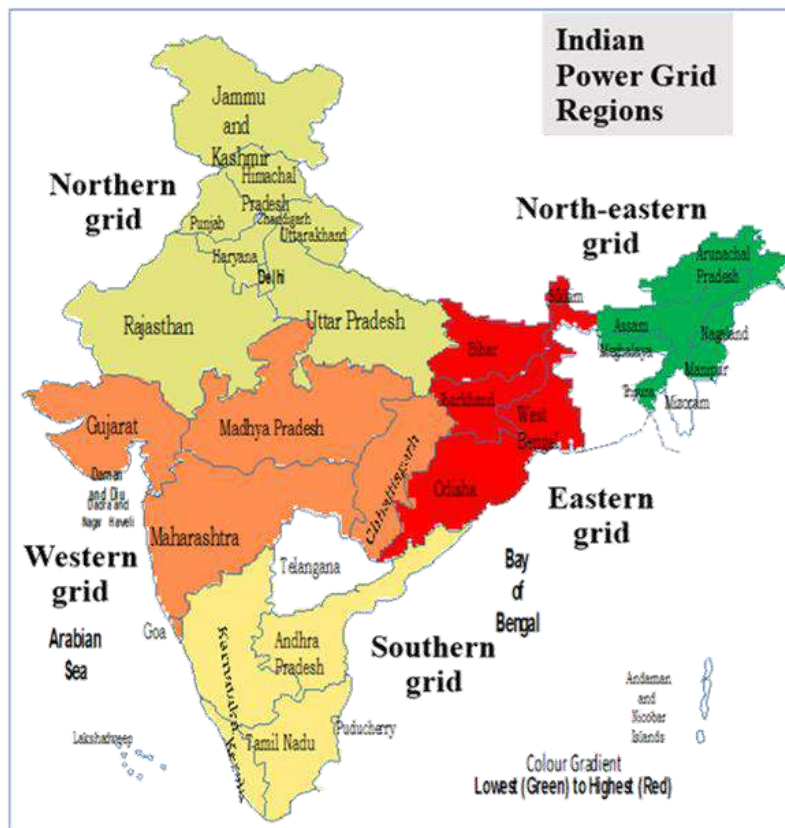 Indian
Power Grid
Regions
Jammu
and
Kashmir
Himachal
Pradesh
Northern
grid
Punjab
Chandigarh
Uttarakhand
Haryana
Delhi
North-eastern
grid
Arunachal
Pradesh
Rajasthan
Uttar Pradesh
Sikkim
Assam
Nagaland
Bihar
Meghalaya
Manipur
Tripura
Mizoram
Jharkhand
West
Bengal
Gujarat
Madhya Pradesh
Chhattisgarh
Odisha
Daman
and Diu
Dadra and
Nagar Haveli
Eastern
grid
Maharashtra
Western
grid
Telangana
Bay
of
Bengal
Goa
Arabian
Sea
Karnataka
Andhra
Pradesh
Southern
grid
Andaman
and
Nicobar
Islands
Puducherry
Lakshadweep
Tamil Nadu
Kerala
Colour Gradient
Lowest (Green) to Highest (Red)